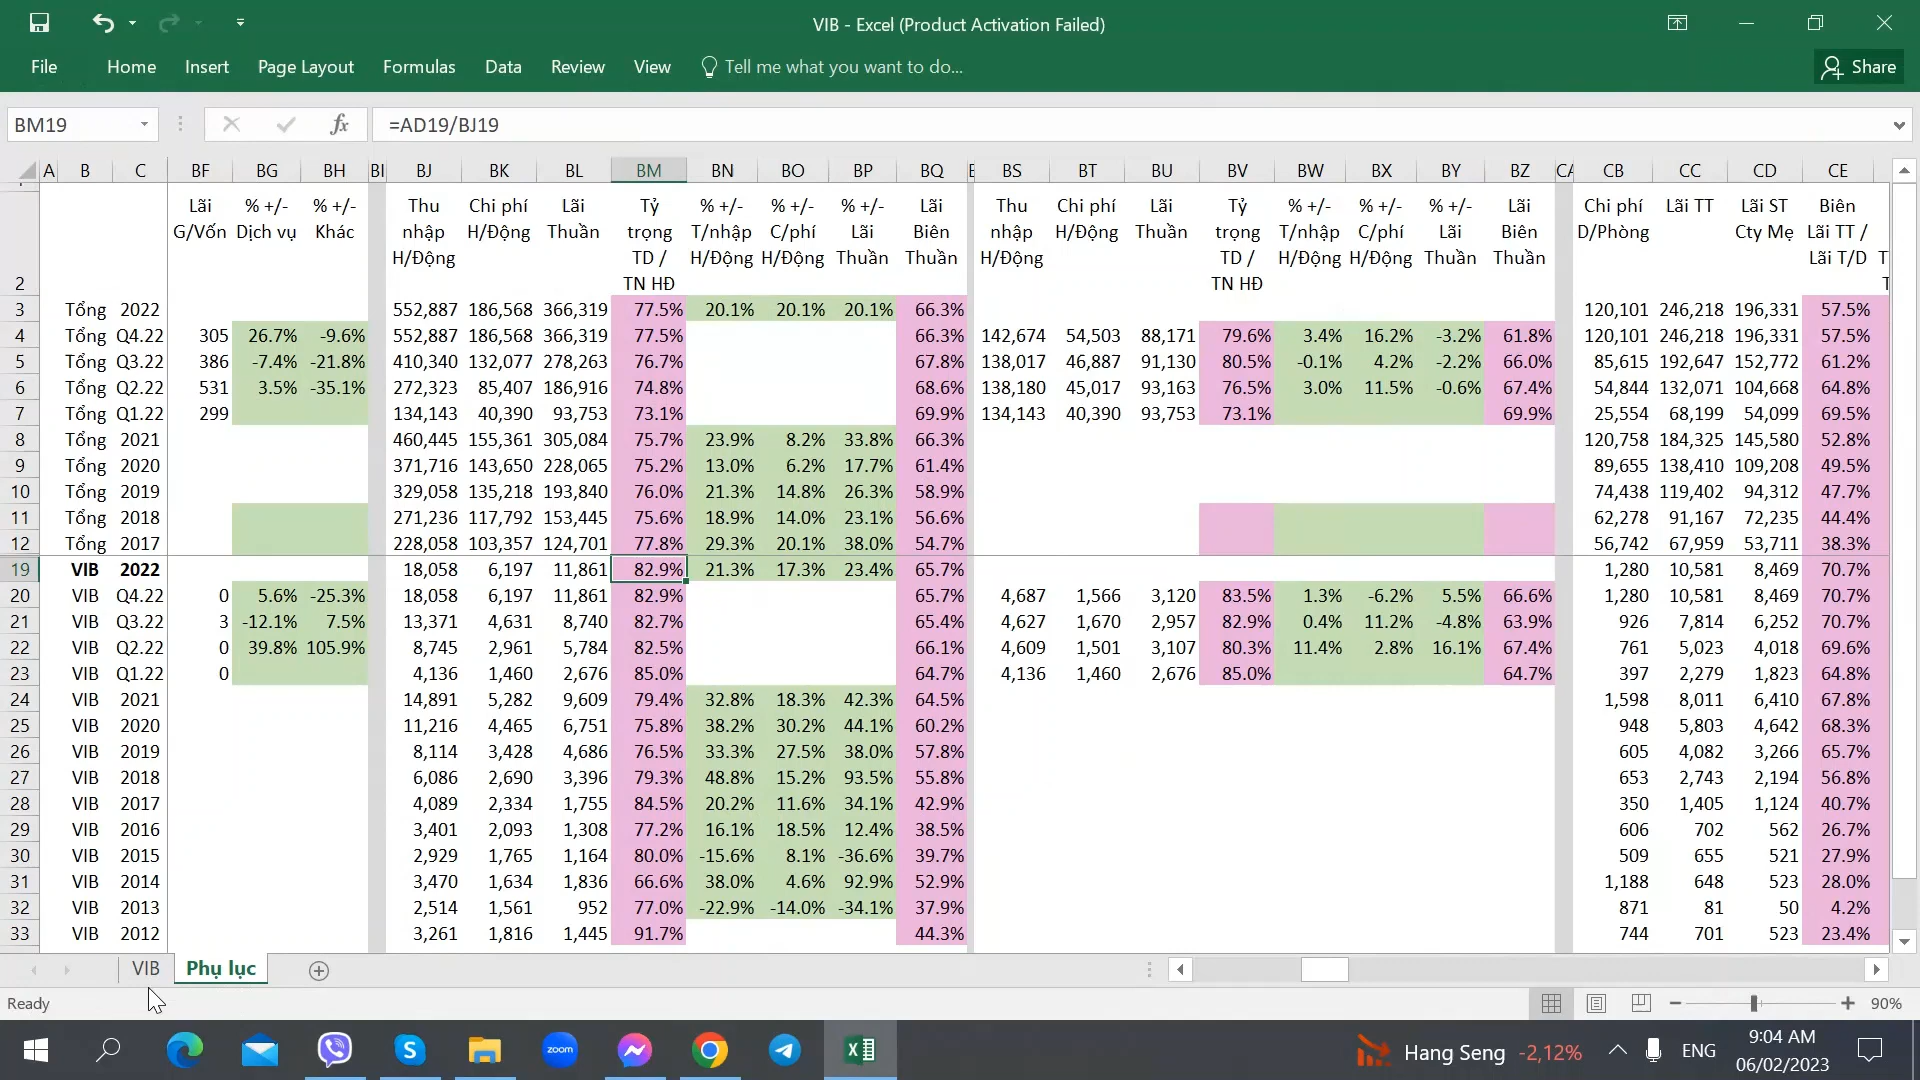 VIB - Excel (Product Activation Failed)
File Home Insert Page Layout Formulas Data Review View Tell me what you want to do... Share
BM19 fx =AD19/BJ19
A B C BF BG BH BI BJ BK BL BM BN BO BP BQ BS BT BU BV BW BX BY BZ CA CB CC CD CE
Lãi % +/- % +/- Thu Chi phí Lãi Tỷ % +/- % +/- % +/- Lãi Thu Chi phí Lãi Tỷ % +/- % +/- % +/- Lãi Chi phí Lãi TT Lãi ST Biên
G/Vốn Dịch vụ Khác nhập H/Động Thuần trọng T/nhập C/phí Lãi Biên nhập H/Động Thuần trọng T/nhập C/phí Lãi Biên D/Phòng Cty Mẹ Lãi TT /
H/Động TD / H/Động H/Động Thuần Thuần H/Động TD / H/Động H/Động Thuần Thuần Lãi T/D T
2 TN HĐ TN HĐ
3 Tổng 2022 552,887 186,568 366,319 77.5% 20.1% 20.1% 20.1% 66.3% 120,101 246,218 196,331 57.5%
4 Tổng Q4.22 305 26.7% -9.6% 552,887 186,568 366,319 77.5% 66.3% 142,674 54,503 88,171 79.6% 3.4% 16.2% -3.2% 61.8% 120,101 246,218 196,331 57.5%
5 Tổng Q3.22 386 -7.4% -21.8% 410,340 132,077 278,263 76.7% 67.8% 138,017 46,887 91,130 80.5% -0.1% 4.2% -2.2% 66.0% 85,615 192,647 152,772 61.2%
6 Tổng Q2.22 531 3.5% -35.1% 272,323 85,407 186,916 74.8% 68.6% 138,180 45,017 93,163 76.5% 3.0% 11.5% -0.6% 67.4% 54,844 132,071 104,668 64.8%
7 Tổng Q1.22 299 134,143 40,390 93,753 73.1% 69.9% 134,143 40,390 93,753 73.1% 69.9% 25,554 68,199 54,099 69.5%
8 Tổng 2021 460,445 155,361 305,084 75.7% 23.9% 8.2% 33.8% 66.3% 120,758 184,325 145,580 52.8%
9 Tổng 2020 371,716 143,650 228,065 75.2% 13.0% 6.2% 17.7% 61.4% 89,655 138,410 109,208 49.5%
10 Tổng 2019 329,058 135,218 193,840 76.0% 21.3% 14.8% 26.3% 58.9% 74,438 119,402 94,312 47.7%
11 Tổng 2018 271,236 117,792 153,445 75.6% 18.9% 14.0% 23.1% 56.6% 62,278 91,167 72,235 44.4%
12 Tổng 2017 228,058 103,357 124,701 77.8% 29.3% 20.1% 38.0% 54.7% 56,742 67,959 53,711 38.3%
19 VIB 2022 18,058 6,197 11,861 82.9% 21.3% 17.3% 23.4% 65.7% 1,280 10,581 8,469 70.7%
20 VIB Q4.22 0 5.6% -25.3% 18,058 6,197 11,861 82.9% 65.7% 4,687 1,566 3,120 83.5% 1.3% -6.2% 5.5% 66.6% 1,280 10,581 8,469 70.7%
21 VIB Q3.22 3 -12.1% 7.5% 13,371 4,631 8,740 82.7% 65.4% 4,627 1,670 2,957 82.9% 0.4% 11.2% -4.8% 63.9% 926 7,814 6,252 70.7%
22 VIB Q2.22 0 39.8% 105.9% 8,745 2,961 5,784 82.5% 66.1% 4,609 1,501 3,107 80.3% 11.4% 2.8% 16.1% 67.4% 761 5,023 4,018 69.6%
23 VIB Q1.22 0 4,136 1,460 2,676 85.0% 64.7% 4,136 1,460 2,676 85.0% 64.7% 397 2,279 1,823 64.8%
24 VIB 2021 14,891 5,282 9,609 79.4% 32.8% 18.3% 42.3% 64.5% 1,598 8,011 6,410 67.8%
25 VIB 2020 11,216 4,465 6,751 75.8% 38.2% 30.2% 44.1% 60.2% 948 5,803 4,642 68.3%
26 VIB 2019 8,114 3,428 4,686 76.5% 33.3% 27.5% 38.0% 57.8% 605 4,082 3,266 65.7%
27 VIB 2018 6,086 2,690 3,396 79.3% 48.8% 15.2% 93.5% 55.8% 653 2,743 2,194 56.8%
28 VIB 2017 4,089 2,334 1,755 84.5% 20.2% 11.6% 34.1% 42.9% 350 1,405 1,124 40.7%
29 VIB 2016 3,401 2,093 1,308 77.2% 16.1% 18.5% 12.4% 38.5% 606 702 562 26.7%
30 VIB 2015 2,929 1,765 1,164 80.0% -15.6% 8.1% -36.6% 39.7% 509 655 521 27.9%
31 VIB 2014 3,470 1,634 1,836 66.6% 38.0% 4.6% 92.9% 52.9% 1,188 648 523 28.0%
32 VIB 2013 2,514 1,561 952 77.0% -22.9% -14.0% -34.1% 37.9% 871 81 50 4.2%
33 VIB 2012 3,261 1,816 1,445 91.7% 44.3% 744 701 523 23.4%
VIB Phụ lục
Ready 90%
zoom Hang Seng -2,12% ENG 9:04 AM
06/02/2023